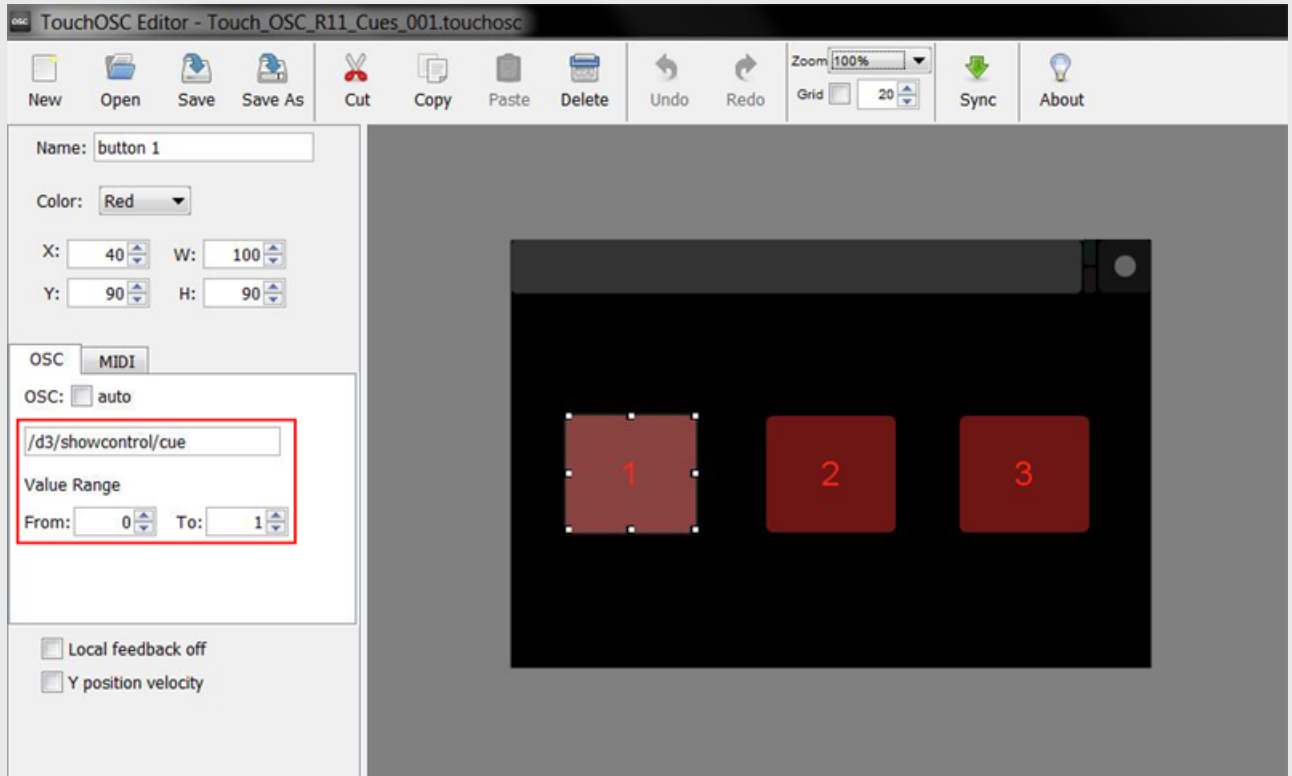 TouchOSC Editor - Touch_OSC_R11_Cues_001.touchosc
New Open Save Save As Cut Copy Paste Delete Undo Redo Zoom 100% Grid 20 Sync About
Name: button 1
Color: Red
X: 40 W: 100
Y: 90 H: 90
OSC MIDI
OSC: auto
/d3/showcontrol/cue
Value Range
From: 0 To: 1
Local feedback off
Y position velocity
1 2 3